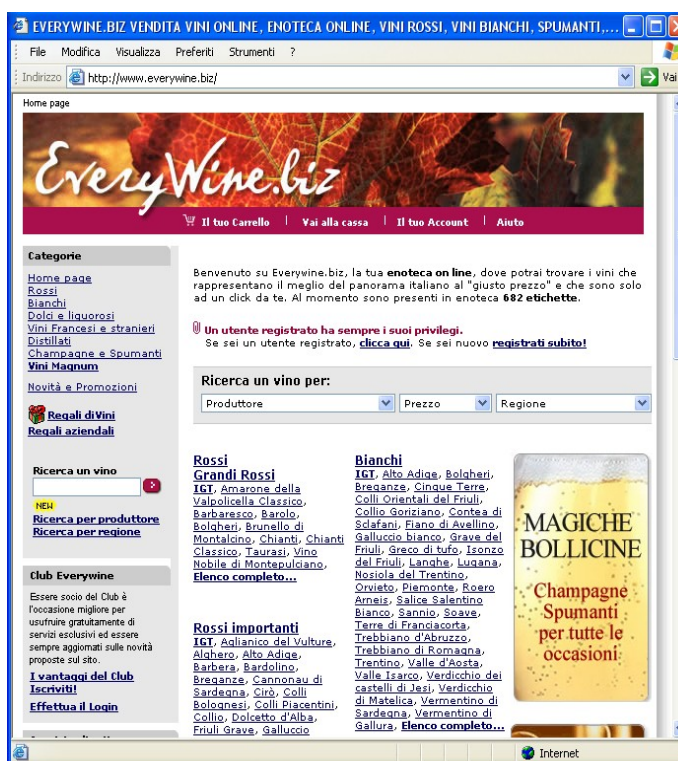 EVERYWINE.BIZ VENDITA VINI ONLINE, ENOTECA ONLINE, VINI ROSSI, VINI BIANCHI, SPUMANTI,...
File Modifica Visualizza Preferiti Strumenti ?
Indirizzo http://www.everywine.biz/ Vai
Home page
EveryWine.biz
Il tuo Carrello | Vai alla cassa | Il tuo Account | Aiuto
Categorie
Home page
Rossi
Bianchi
Dolci e liquorosi
Vini Francesi e stranieri
Distillati
Champagne e Spumanti
Vini Magnum
Novità e Promozioni
Regali diVini
Regali aziendali
Ricerca un vino
NEW
Ricerca per produttore
Ricerca per regione
Club Everywine
Essere socio del Club è
l'occasione migliore per
usufruire gratuitamente di
servizi esclusivi ed essere
sempre aggiornati sulle novità
proposte sul sito.
I vantaggi del Club
Iscriviti!
Effettua il Login
Benvenuto su Everywine.biz, la tua enoteca on line, dove potrai trovare i vini che
rappresentano il meglio del panorama italiano al "giusto prezzo" e che sono solo
ad un click da te. Al momento sono presenti in enoteca 682 etichette.
Un utente registrato ha sempre i suoi privilegi.
Se sei un utente registrato, clicca qui. Se sei nuovo registrati subito!
Ricerca un vino per:
Produttore Prezzo Regione
Rossi
Grandi Rossi
IGT, Amarone della
Valpolicella Classico,
Barbaresco, Barolo,
Bolgheri, Brunello di
Montalcino, Chianti, Chianti
Classico, Taurasi, Vino
Nobile di Montepulciano,
Elenco completo...
Rossi importanti
IGT, Aglianico del Vulture,
Alghero, Alto Adige,
Barbera, Bardolino,
Breganze, Cannonau di
Sardegna, Cirò, Colli
Bolognesi, Colli Piacentini,
Collio, Dolcetto d'Alba,
Friuli Grave, Galluccio
Bianchi
IGT, Alto Adige, Bolgheri,
Breganze, Cinque Terre,
Colli Orientali del Friuli,
Collio Goriziano, Contea di
Sclafani, Fiano di Avellino,
Galluccio bianco, Grave del
Friuli, Greco di tufo, Isonzo
del Friuli, Langhe, Lugana,
Nosiola del Trentino,
Orvieto, Piemonte, Roero
Arneis, Salice Salentino
Bianco, Sannio, Soave,
Terre di Franciacorta,
Trebbiano d'Abruzzo,
Trebbiano di Romagna,
Trentino, Valle d'Aosta,
Valle Isarco, Verdicchio dei
castelli di Jesi, Verdicchio
di Matelica, Vermentino di
Sardegna, Vermentino di
Gallura, Elenco completo...
MAGICHE
BOLLICINE
Champagne
Spumanti
per tutte le
occasioni
Internet